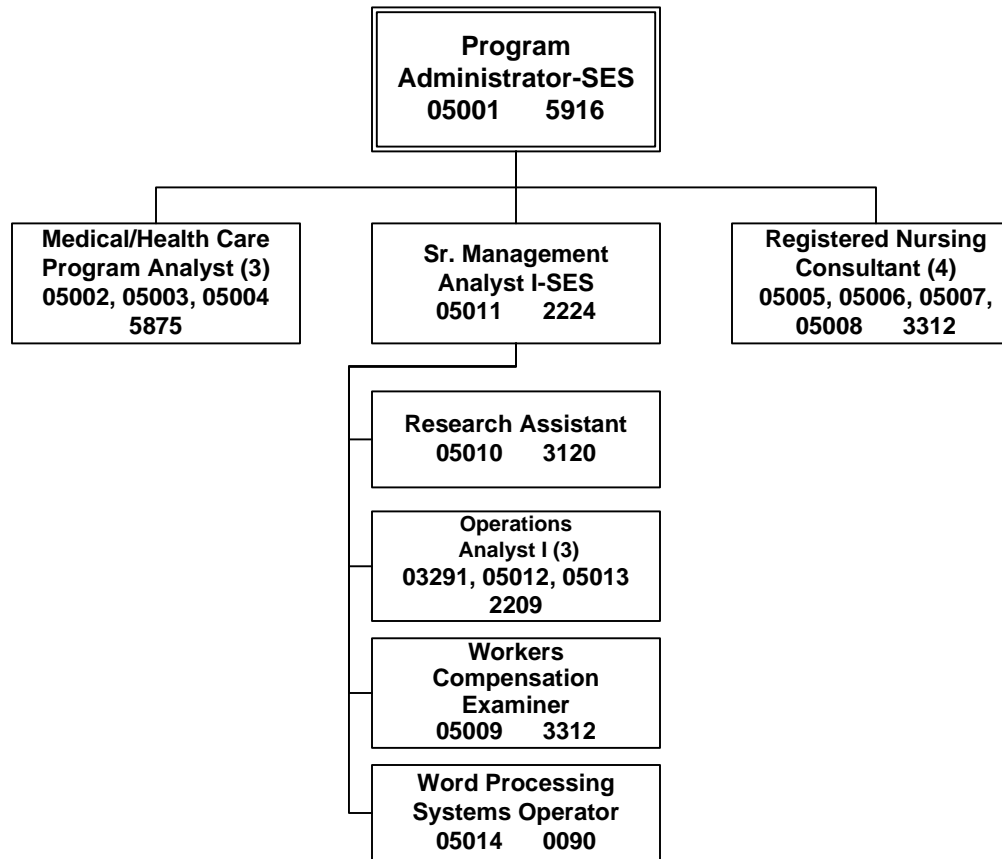 Program
Administrator-SES
05001 5916
Medical/Health Care
Program Analyst (3)
05002, 05003, 05004
5875
Sr. Management
Analyst I-SES
05011 2224
Registered Nursing
Consultant (4)
05005, 05006, 05007,
05008 3312
Research Assistant
05010 3120
Operations
Analyst I (3)
03291, 05012, 05013
2209
Workers
Compensation
Examiner
05009 3312
Word Processing
Systems Operator
05014 0090